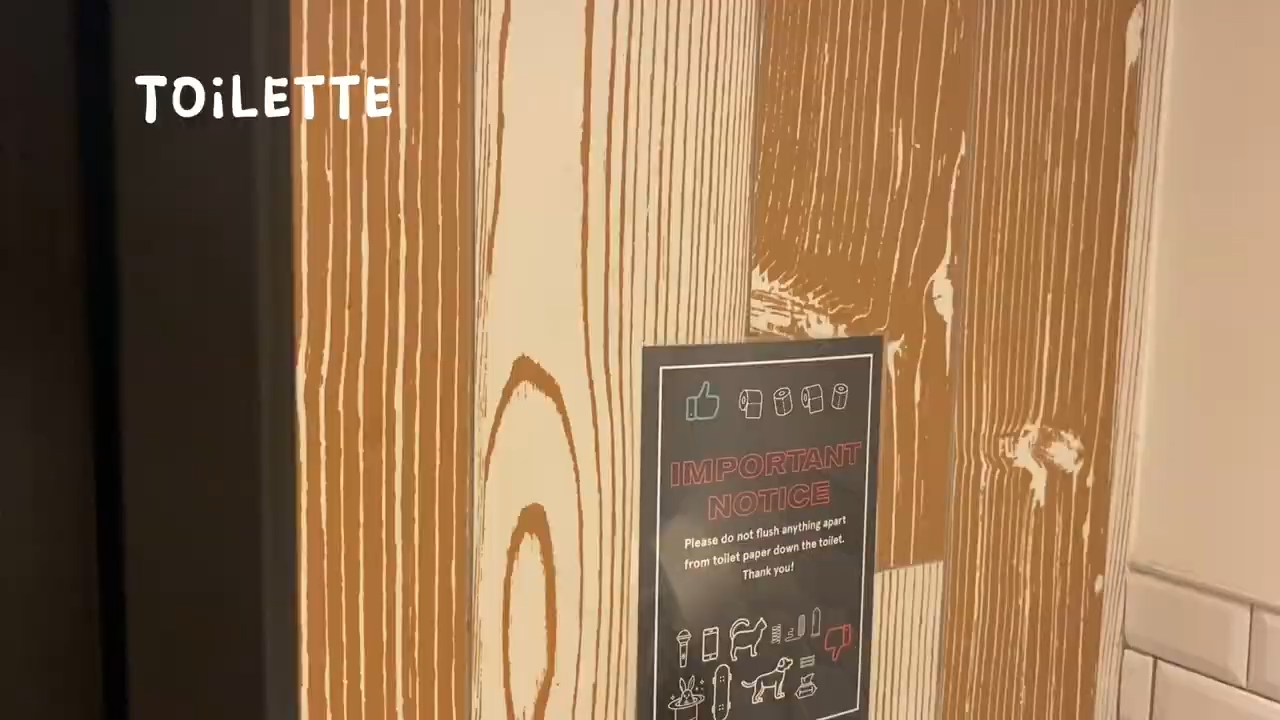 TOiLETTE
IMPORTANT
NOTICE
Please do not flush anything apart
from toilet paper down the toilet.
Thank you!